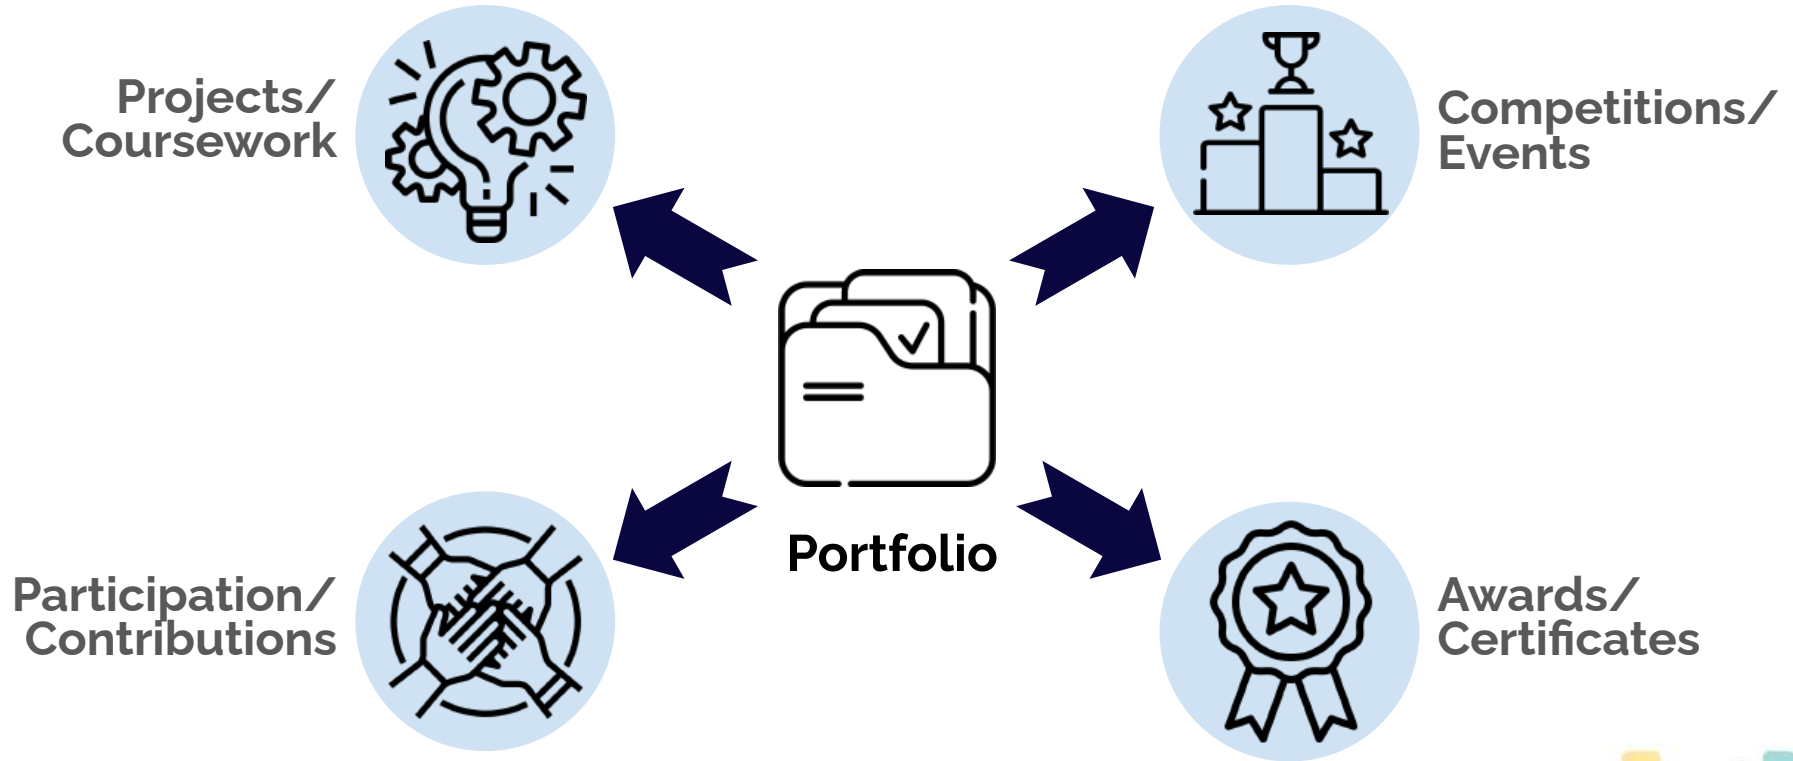 Projects/
Coursework
Competitions/
Events
Portfolio
Participation/
Contributions
Awards/
Certificates